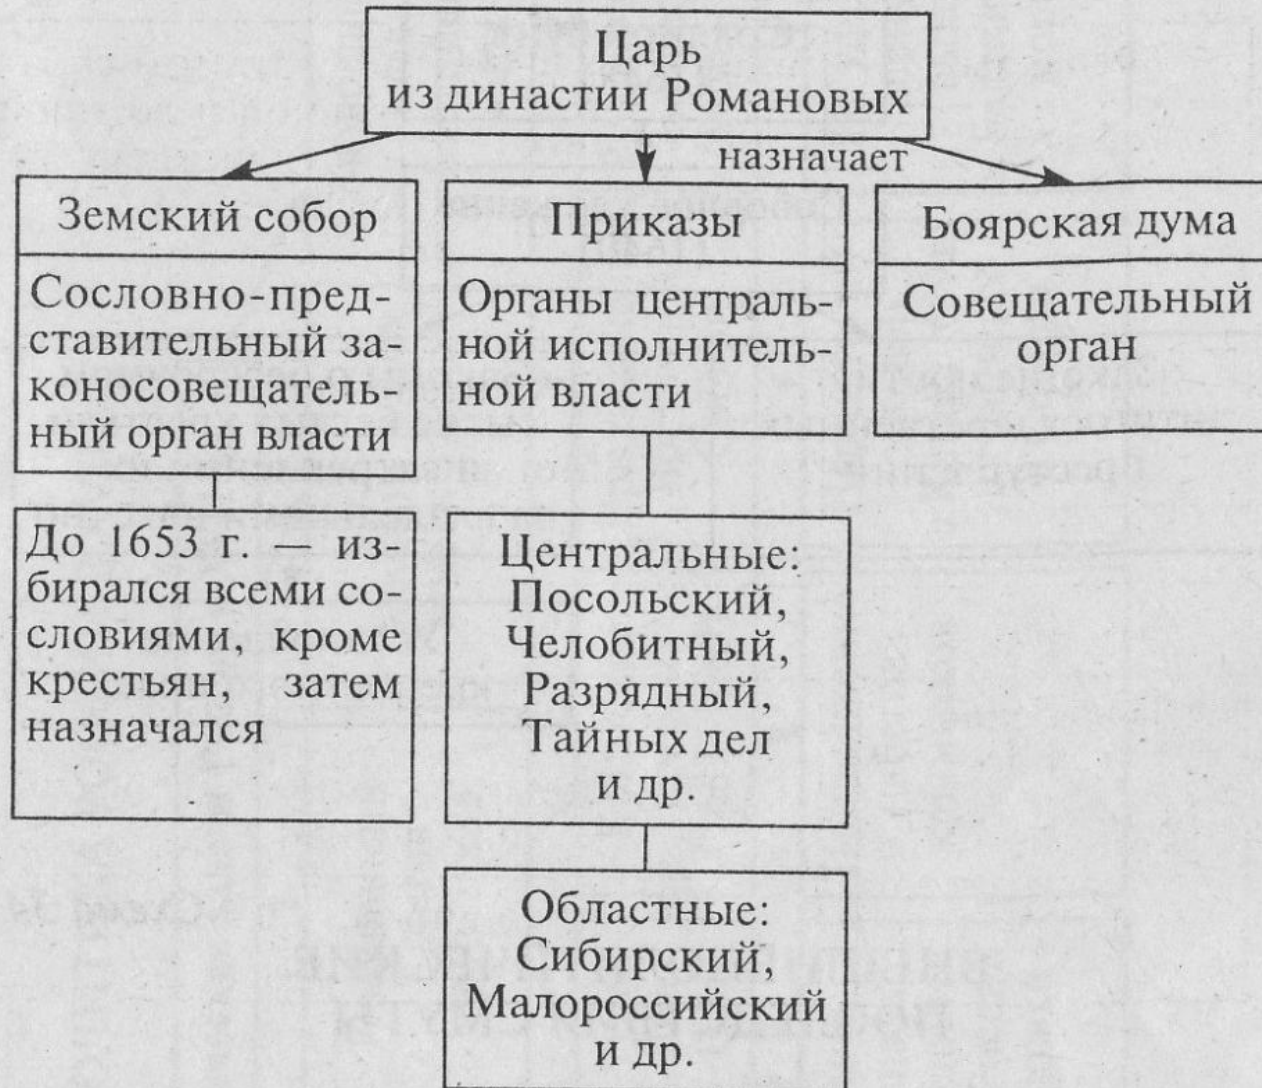 Царь
из династии Романовых
назначает
Земский собор
Сословно-пред-
ставительный за-
коносовещатель-
ный орган власти
До 1653 г. — из-
бирался всеми со-
словиями, кроме
крестьян, затем
назначался
Приказы
Органы централь-
ной исполнитель-
ной власти
Центральные:
Посольский,
Челобитный,
Разрядный,
Тайных дел
и др.
Областные:
Сибирский,
Малороссийский
и др.
Боярская дума
Совещательный
орган